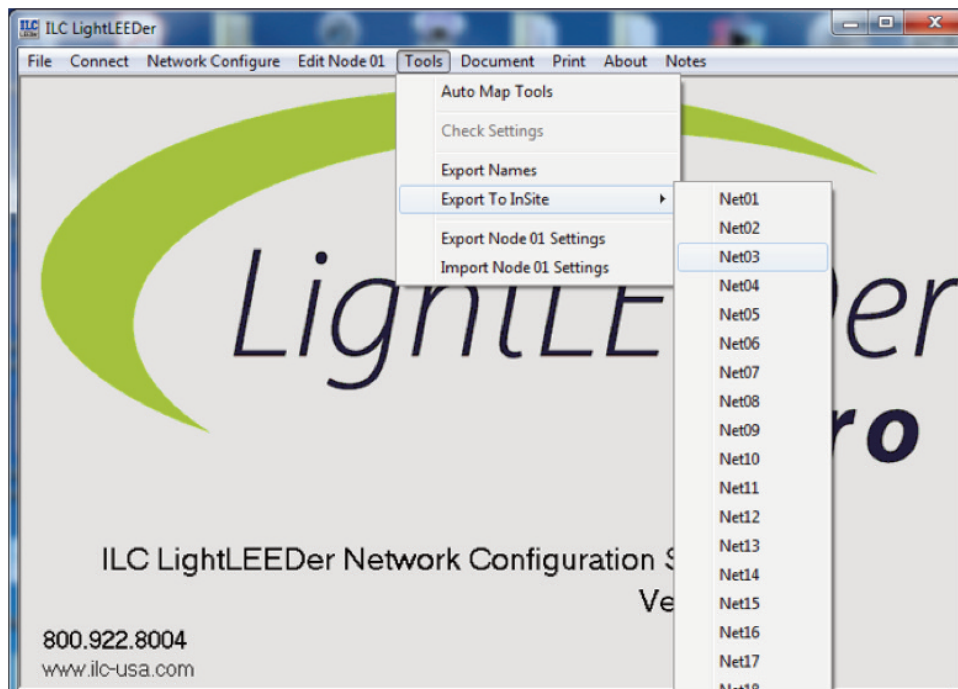 ILC LightLEEDer
File Connect Network Configure Edit Node 01 Tools Document Print About Notes
Auto Map Tools
Check Settings
Export Names
Export To InSite
Export Node 01 Settings
Import Node 01 Settings
Net01
Net02
Net03
Net04
Net05
Net06
Net07
Net08
Net09
Net10
Net11
Net12
Net13
Net14
Net15
Net16
Net17
Net18
LightLEEDer
ro
ILC LightLEEDer Network Configuration S
Ve
800.922.8004
www.ilc-usa.com